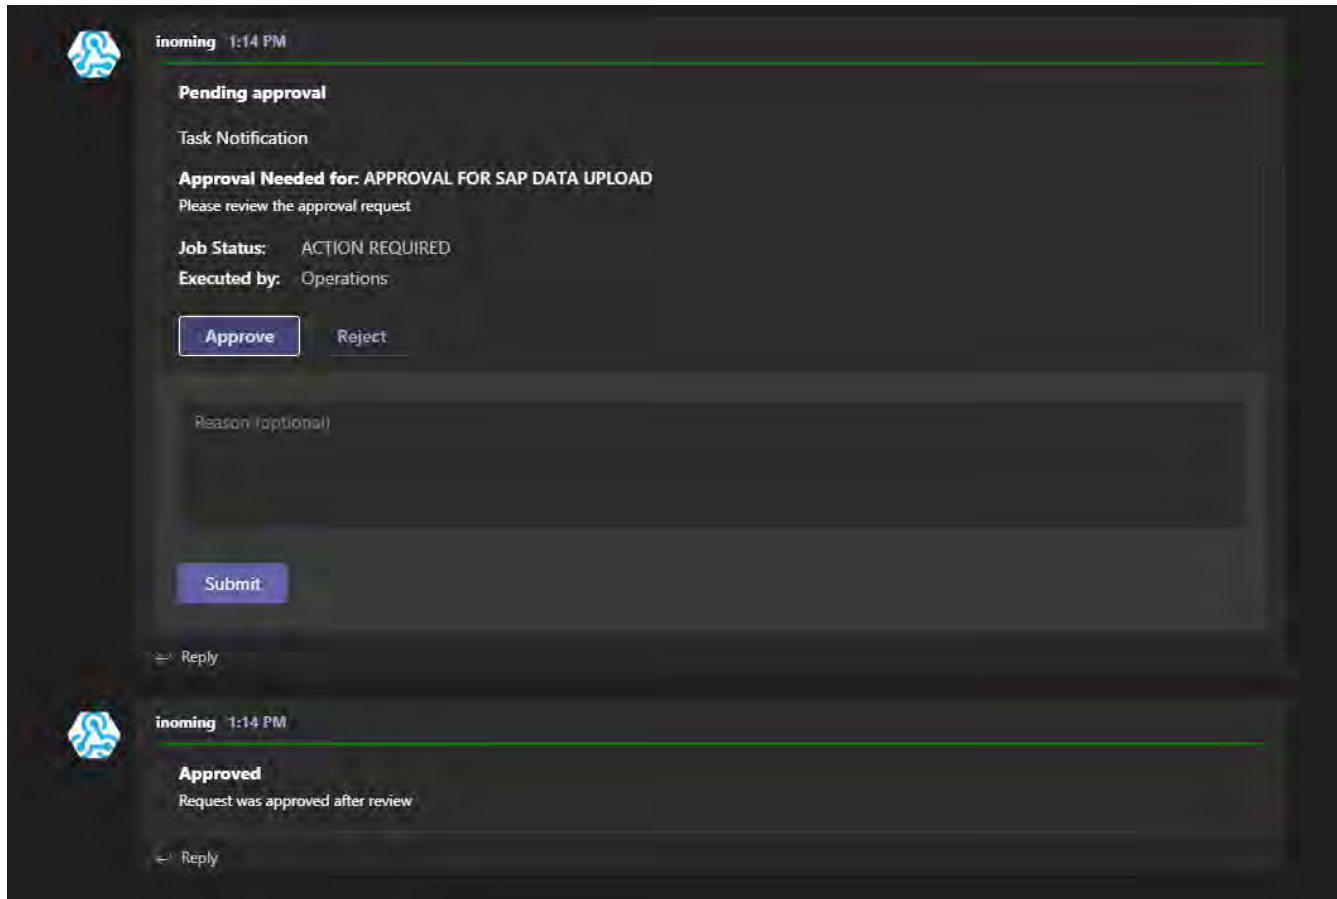 inoming 1:14 PM
Pending approval
Task Notification
Approval Needed for: APPROVAL FOR SAP DATA UPLOAD
Please review the approval request
Job Status: ACTION REQUIRED
Executed by: Operations
Approve Reject
Reason (optional)
Submit
Reply
inoming 1:14 PM
Approved
Request was approved after review
Reply